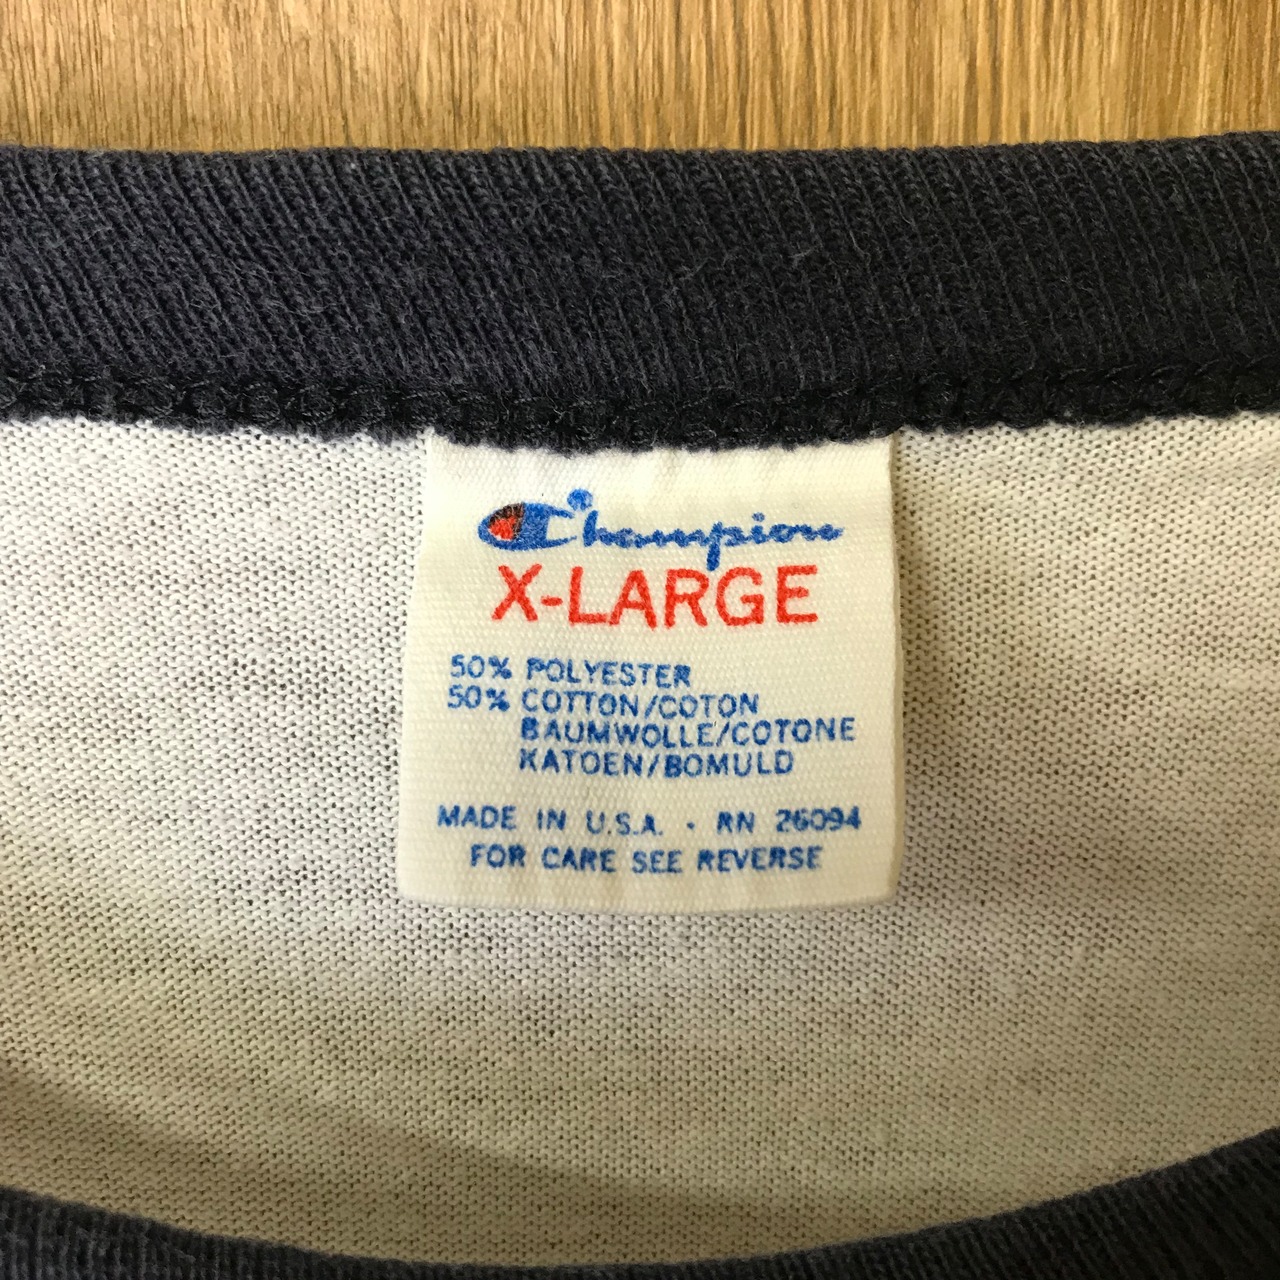 Champion
X-LARGE
50% POLYESTER
50% COTTON/COTON
BAUMWOLLE/COTONE
KATOEN/BOMULD
MADE IN U.S.A. · RN 26094
FOR CARE SEE REVERSE